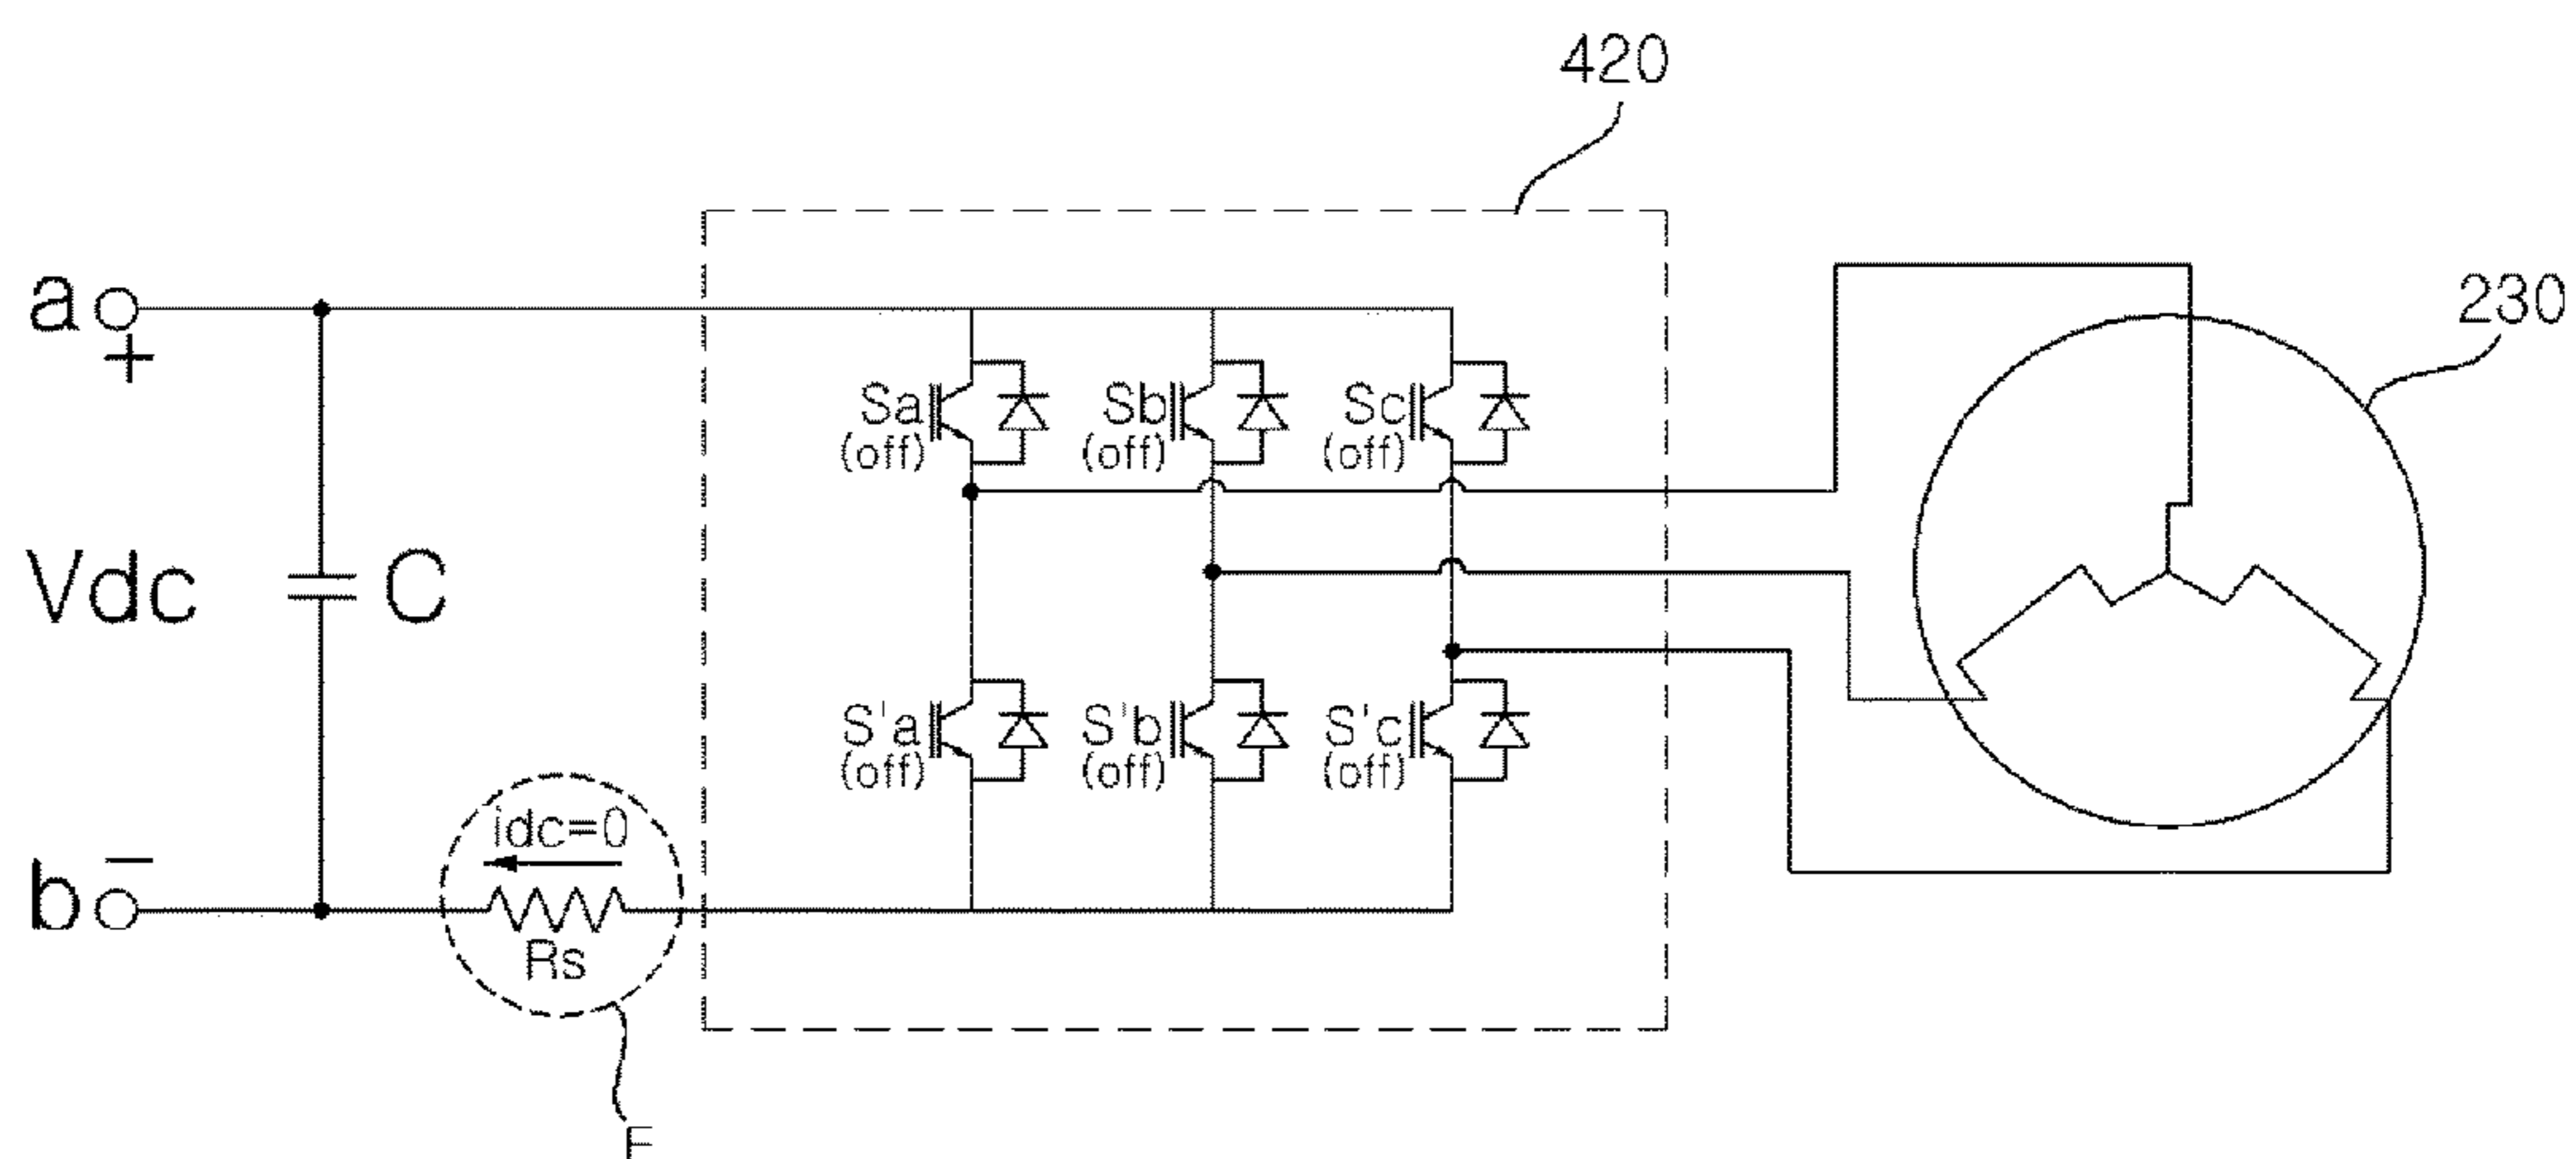 420
230
a
+
Sa
(off)
Sb
(off)
Sc
(off)
Vdc
C
S'a
(off)
S'b
(off)
S'c
(off)
idc=0
b
−
Rs